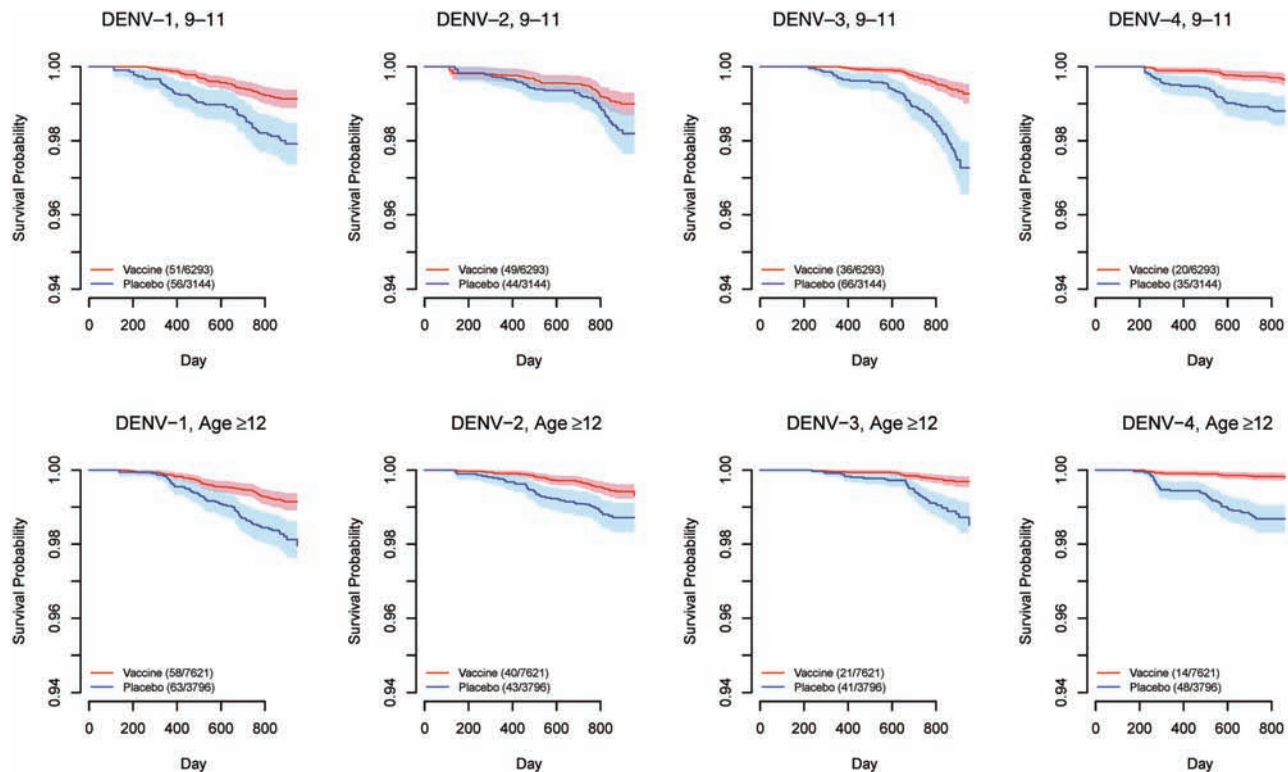 DENV–1, 9–11
Survival Probability
1.00
0.98
0.96
0.94
Vaccine (51/6293)
Placebo (56/3144)
0 200 400 600 800
Day
DENV–2, 9–11
Survival Probability
1.00
0.98
0.96
0.94
Vaccine (49/6293)
Placebo (44/3144)
0 200 400 600 800
Day
DENV–3, 9–11
Survival Probability
1.00
0.98
0.96
0.94
Vaccine (36/6293)
Placebo (66/3144)
0 200 400 600 800
Day
DENV–4, 9–11
Survival Probability
1.00
0.98
0.96
0.94
Vaccine (20/6293)
Placebo (35/3144)
0 200 400 600 800
Day
DENV–1, Age ≥12
Survival Probability
1.00
0.98
0.96
0.94
Vaccine (58/7621)
Placebo (63/3796)
0 200 400 600 800
Day
DENV–2, Age ≥12
Survival Probability
1.00
0.98
0.96
0.94
Vaccine (40/7621)
Placebo (43/3796)
0 200 400 600 800
Day
DENV–3, Age ≥12
Survival Probability
1.00
0.98
0.96
0.94
Vaccine (21/7621)
Placebo (41/3796)
0 200 400 600 800
Day
DENV–4, Age ≥12
Survival Probability
1.00
0.98
0.96
0.94
Vaccine (14/7621)
Placebo (48/3796)
0 200 400 600 800
Day